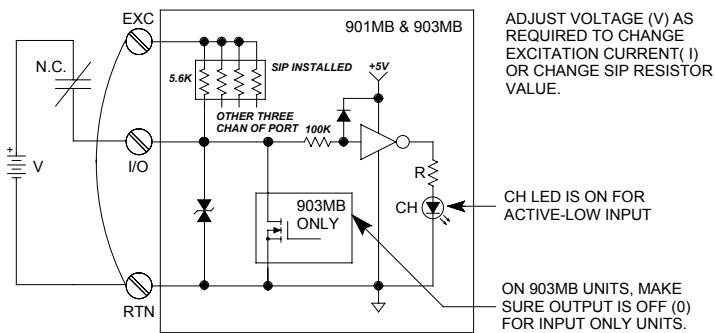 EXC
901MB & 903MB
ADJUST VOLTAGE (V) AS
REQUIRED TO CHANGE
EXCITATION CURRENT( I)
OR CHANGE SIP RESISTOR
VALUE.
N.C.
5.6K
SIP INSTALLED
+5V
OTHER THREE
CHAN OF PORT
100K
+
V
I/O
R
903MB
ONLY
CH
CH LED IS ON FOR
ACTIVE-LOW INPUT
RTN
ON 903MB UNITS, MAKE
SURE OUTPUT IS OFF (0)
FOR INPUT ONLY UNITS.